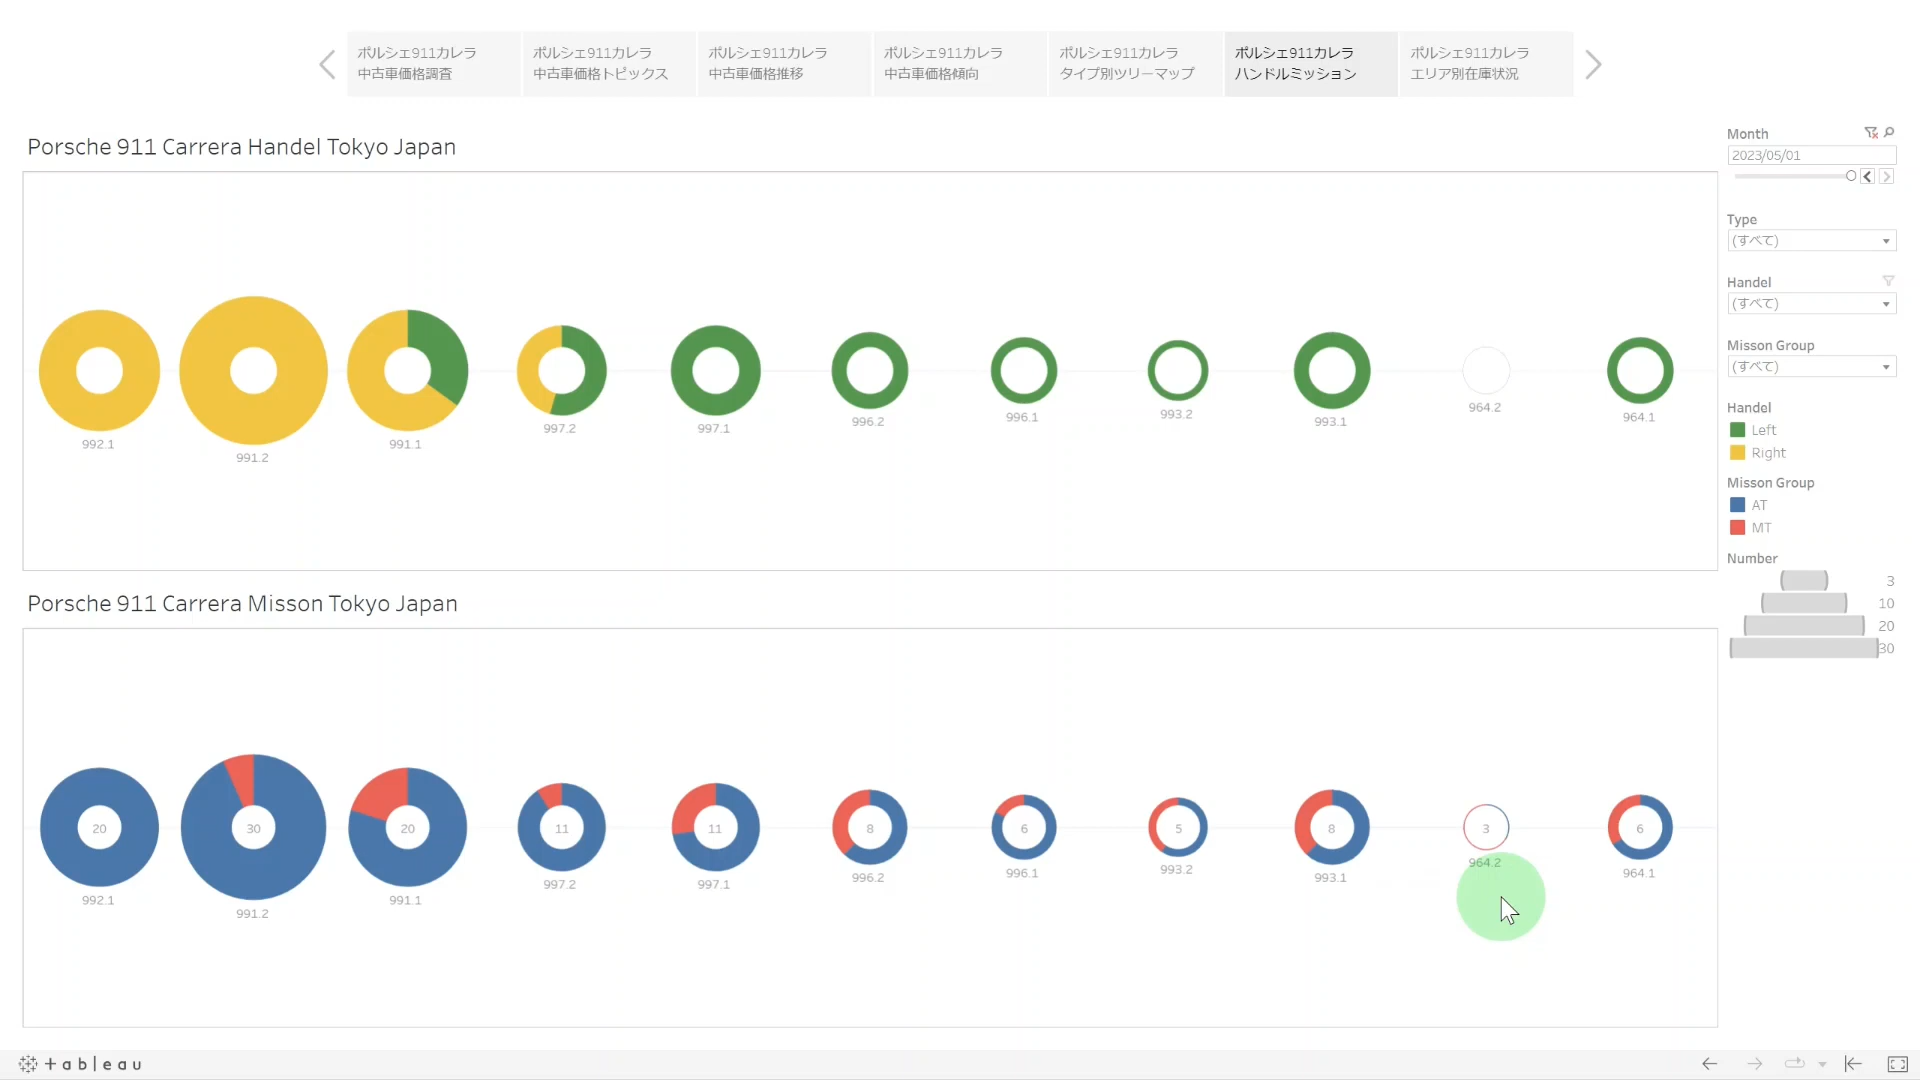 ポルシェ911カレラ
中古車価格調査
ポルシェ911カレラ
中古車価格トピックス
ポルシェ911カレラ
中古車価格推移
ポルシェ911カレラ
中古車価格傾向
ポルシェ911カレラ
タイプ別ツリーマップ
ポルシェ911カレラ
ハンドルミッション
ポルシェ911カレラ
エリア別在庫状況
Porsche 911 Carrera Handel Tokyo Japan
992.1
991.2
991.1
997.2
997.1
996.2
996.1
993.2
993.1
964.2
964.1
Porsche 911 Carrera Misson Tokyo Japan
20
30
20
11
11
8
6
5
8
3
6
992.1
991.2
991.1
997.2
997.1
996.2
996.1
993.2
993.1
964.2
964.1
Month
2023/05/01
Type
(すべて)
Handel
(すべて)
Misson Group
(すべて)
Handel
Left
Right
Misson Group
AT
MT
Number
3
10
20
30
+ableau